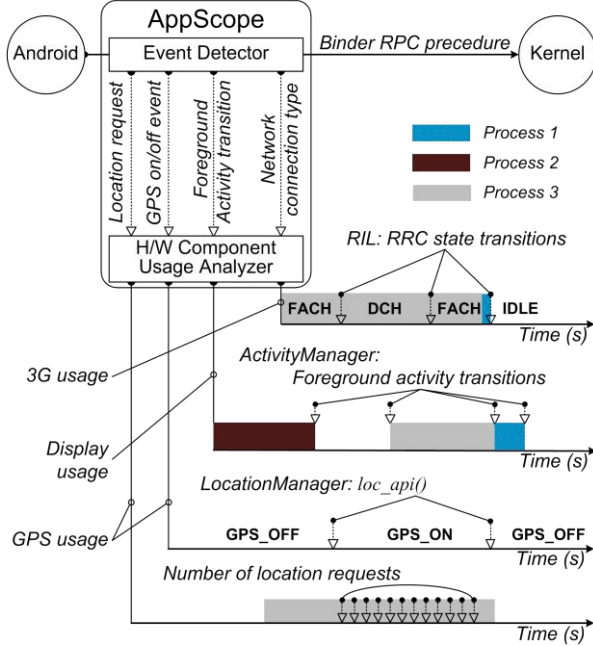 AppScope
Android
Event Detector
Binder RPC precedure
Kernel
Location request
GPS on/off event
Foreground
Activity transition
Network
connection type
Process 1
Process 2
Process 3
H/W Component
Usage Analyzer
RIL: RRC state transitions
FACH
DCH
FACH
IDLE
Time (s)
3G usage
ActivityManager:
Foreground activity transitions
Display
usage
Time (s)
LocationManager: loc_api()
GPS usage
GPS_OFF
GPS_ON
GPS_OFF
Time (s)
Number of location requests
Time (s)